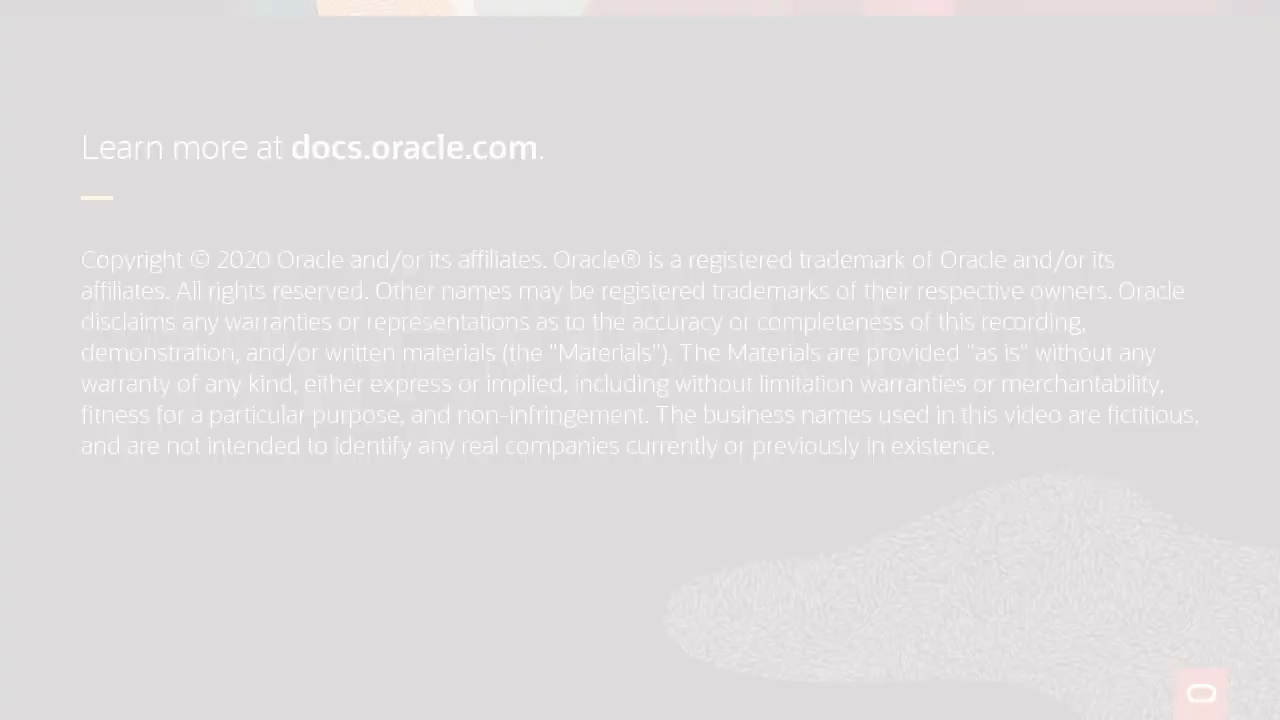 Learn more at docs.oracle.com.
Copyright © 2020 Oracle and/or its affiliates. Oracle® is a registered trademark of Oracle and/or its
affiliates. All rights reserved. Other names may be registered trademarks of their respective owners. Oracle
disclaims any warranties or representations as to the accuracy or completeness of this recording,
demonstration, and/or written materials (the "Materials"). The Materials are provided "as is" without any
warranty of any kind, either express or implied, including without limitation warranties or merchantability,
fitness for a particular purpose, and non-infringement. The business names used in this video are fictitious,
and are not intended to identify any real companies currently or previously in existence.